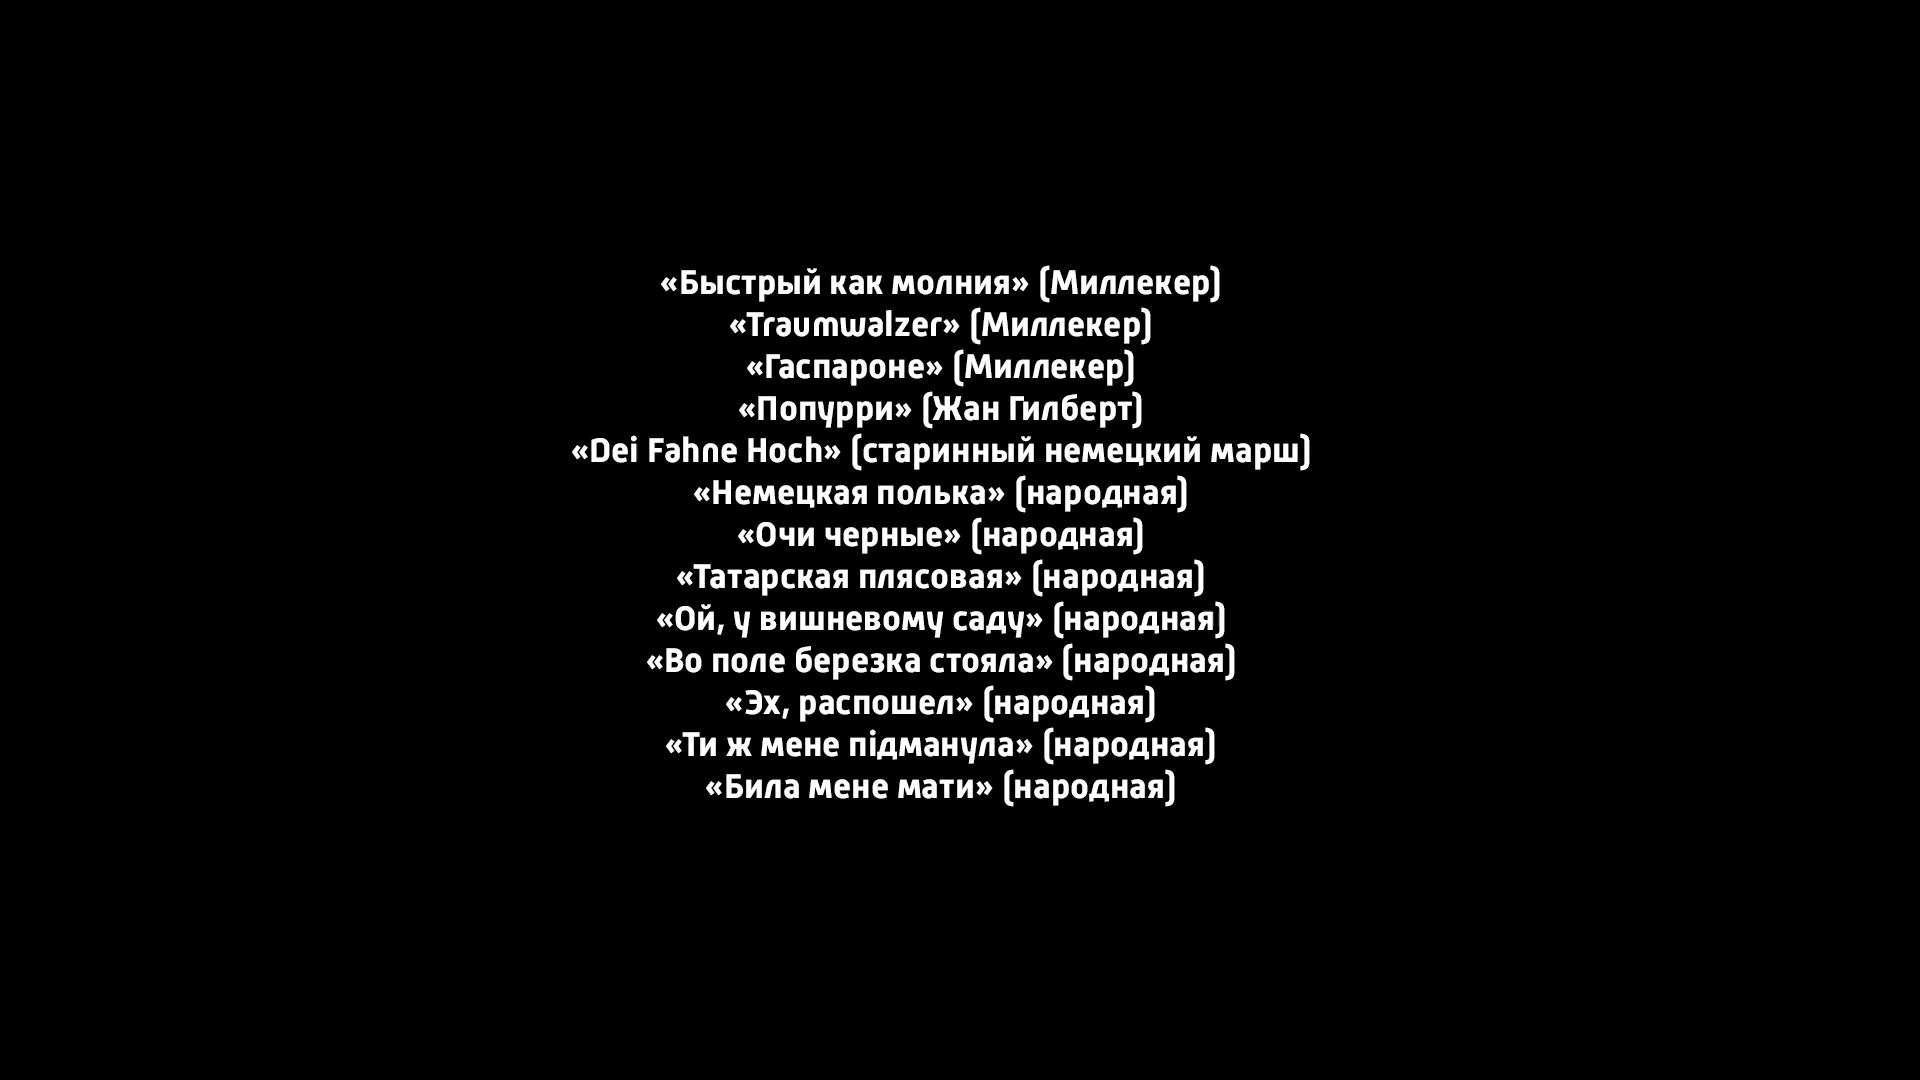 «Быстрый как молния» (Миллекер)
«Traumwalzer» (Миллекер)
«Гаспароне» (Миллекер)
«Попурри» (Жан Гилберт)
«Dei Fahne Hoch» (старинный немецкий марш)
«Немецкая полька» (народная)
«Очи черные» (народная)
«Татарская плясовая» (народная)
«Ой, у вишневому саду» (народная)
«Во поле березка стояла» (народная)
«Эх, распошел» (народная)
«Ти ж мене підманула» (народная)
«Била мене мати» (народная)